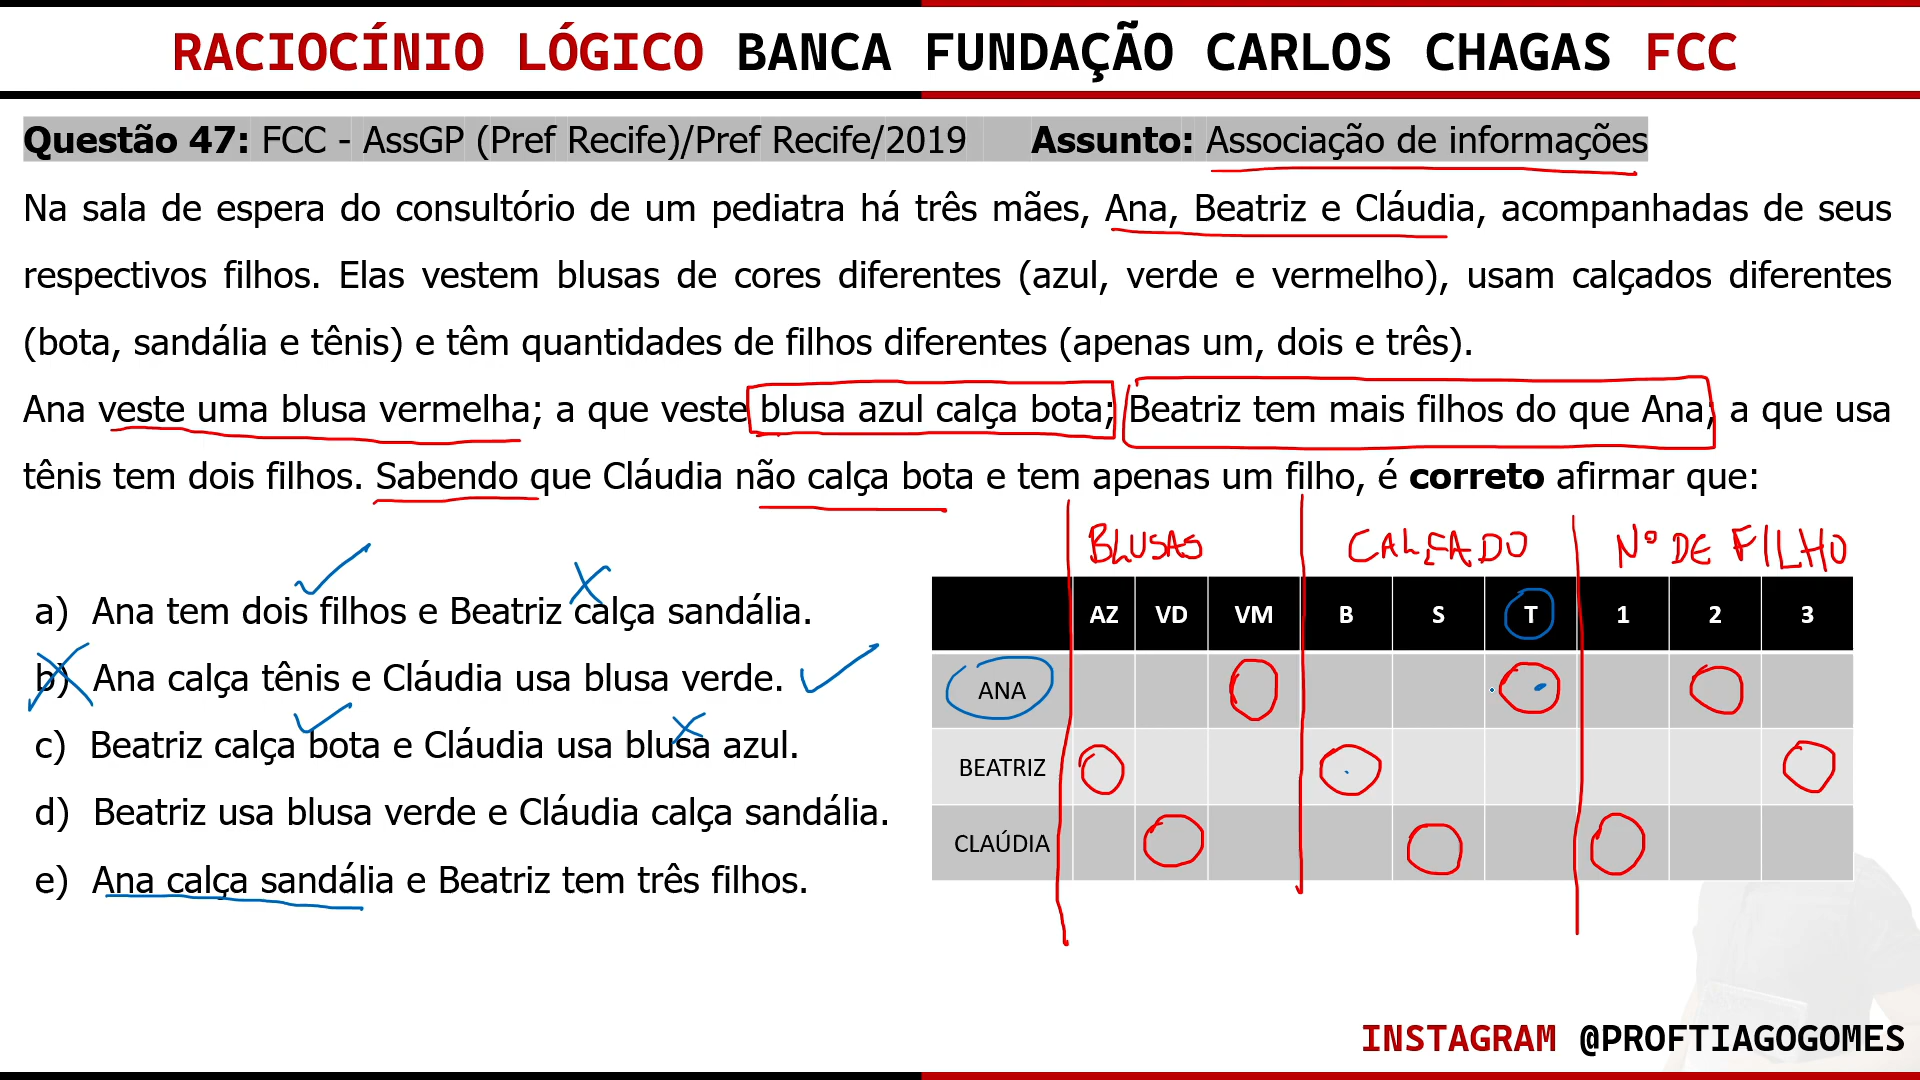 RACIOCÍNIO LÓGICO BANCA FUNDAÇÃO CARLOS CHAGAS FCC
Questão 47: FCC - AssGP (Pref Recife)/Pref Recife/2019 Assunto: Associação de informações
Na sala de espera do consultório de um pediatra há três mães, Ana, Beatriz e Cláudia, acompanhadas de seus
respectivos filhos. Elas vestem blusas de cores diferentes (azul, verde e vermelho), usam calçados diferentes
(bota, sandália e tênis) e têm quantidades de filhos diferentes (apenas um, dois e três).
Ana veste uma blusa vermelha; a que veste blusa azul calça bota; Beatriz tem mais filhos do que Ana; a que usa
tênis tem dois filhos. Sabendo que Cláudia não calça bota e tem apenas um filho, é correto afirmar que:
a) Ana tem dois filhos e Beatriz calça sandália.
b) Ana calça tênis e Cláudia usa blusa verde.
c) Beatriz calça bota e Cláudia usa blusa azul.
d) Beatriz usa blusa verde e Cláudia calça sandália.
e) Ana calça sandália e Beatriz tem três filhos.
BLUSAS CALÇADO Nº DE FILHO
AZ VD VM B S T 1 2 3
ANA
BEATRIZ
CLAÚDIA
INSTAGRAM @PROFTIAGOGOMES